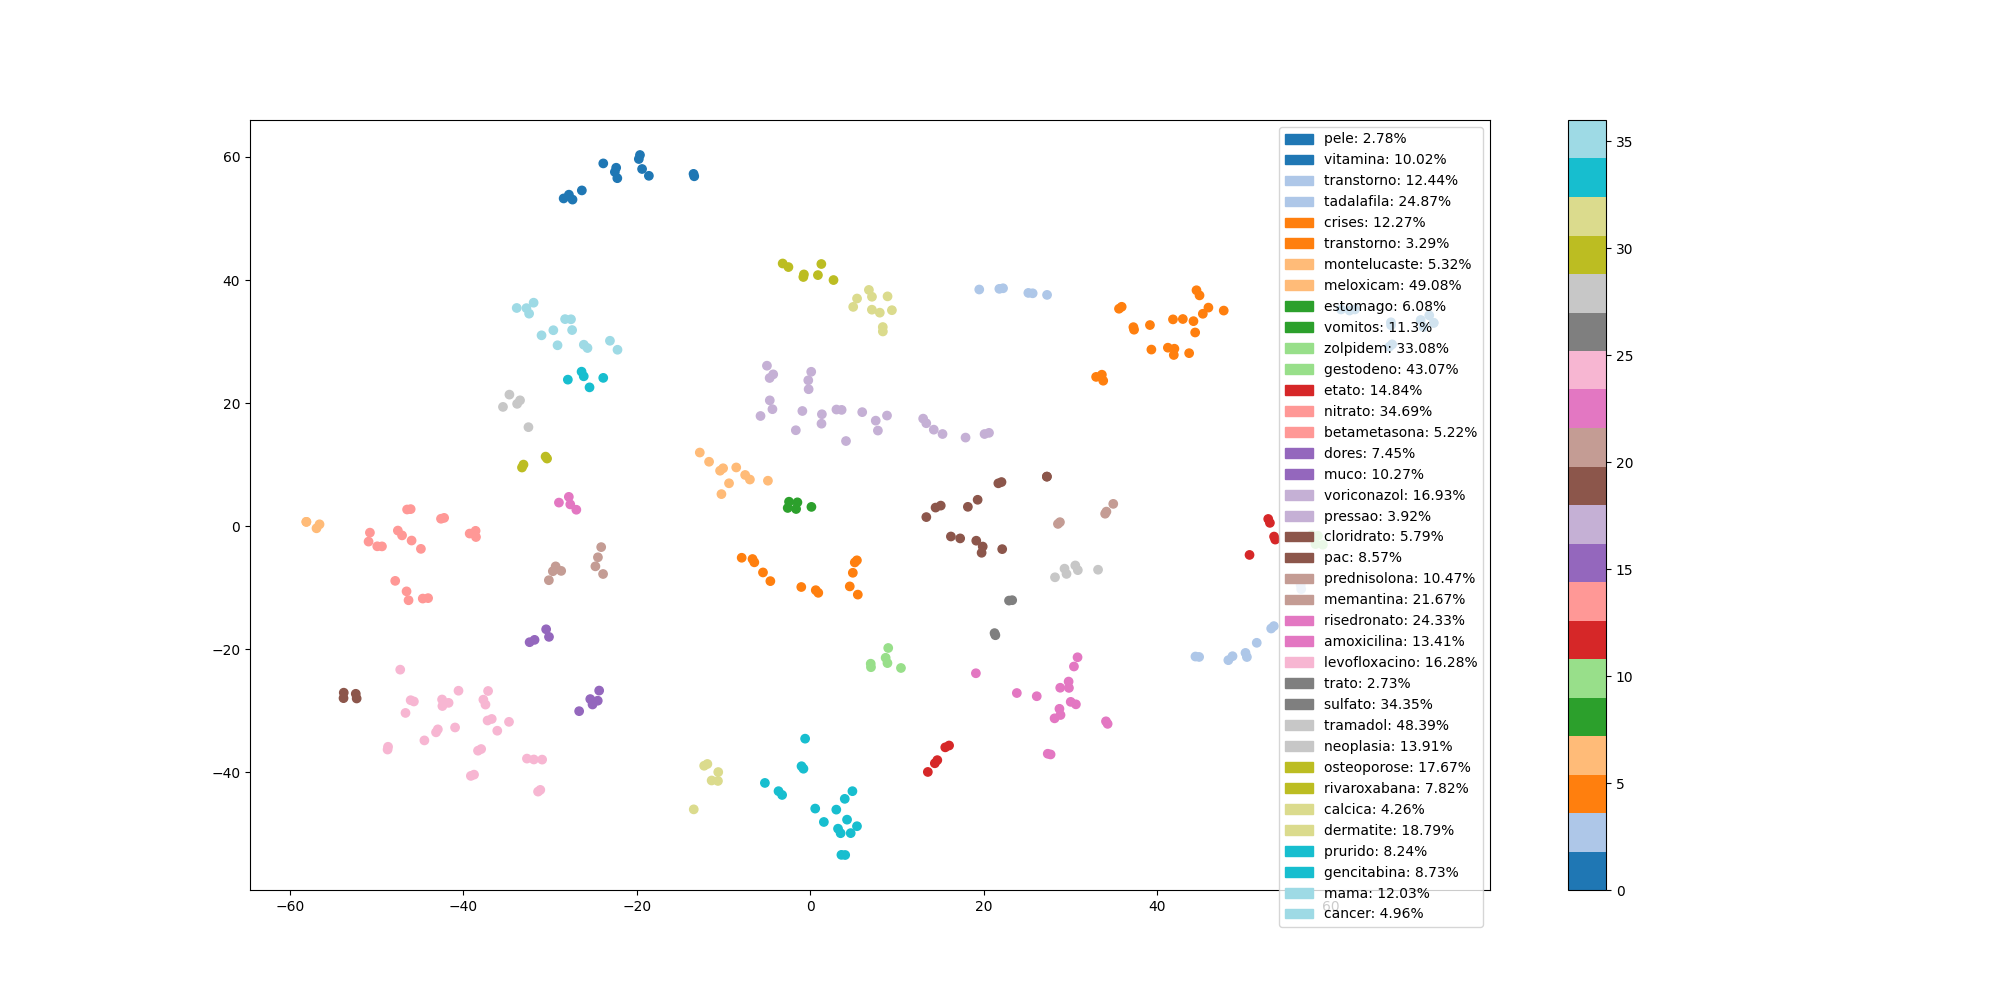 60
40
20
0
−20
−40
−60
−40
−20
0
20
40
60
pele: 2.78%
vitamina: 10.02%
transtorno: 12.44%
tadalafila: 24.87%
crises: 12.27%
transtorno: 3.29%
montelucaste: 5.32%
meloxicam: 49.08%
estomago: 6.08%
vomitos: 11.3%
zolpidem: 33.08%
gestodeno: 43.07%
etato: 14.84%
nitrato: 34.69%
betametasona: 5.22%
dores: 7.45%
muco: 10.27%
voriconazol: 16.93%
pressao: 3.92%
cloridrato: 5.79%
pac: 8.57%
prednisolona: 10.47%
memantina: 21.67%
risedronato: 24.33%
amoxicilina: 13.41%
levofloxacino: 16.28%
trato: 2.73%
sulfato: 34.35%
tramadol: 48.39%
neoplasia: 13.91%
osteoporose: 17.67%
rivaroxabana: 7.82%
calcica: 4.26%
dermatite: 18.79%
prurido: 8.24%
gencitabina: 8.73%
mama: 12.03%
cancer: 4.96%
35
30
25
20
15
10
5
0